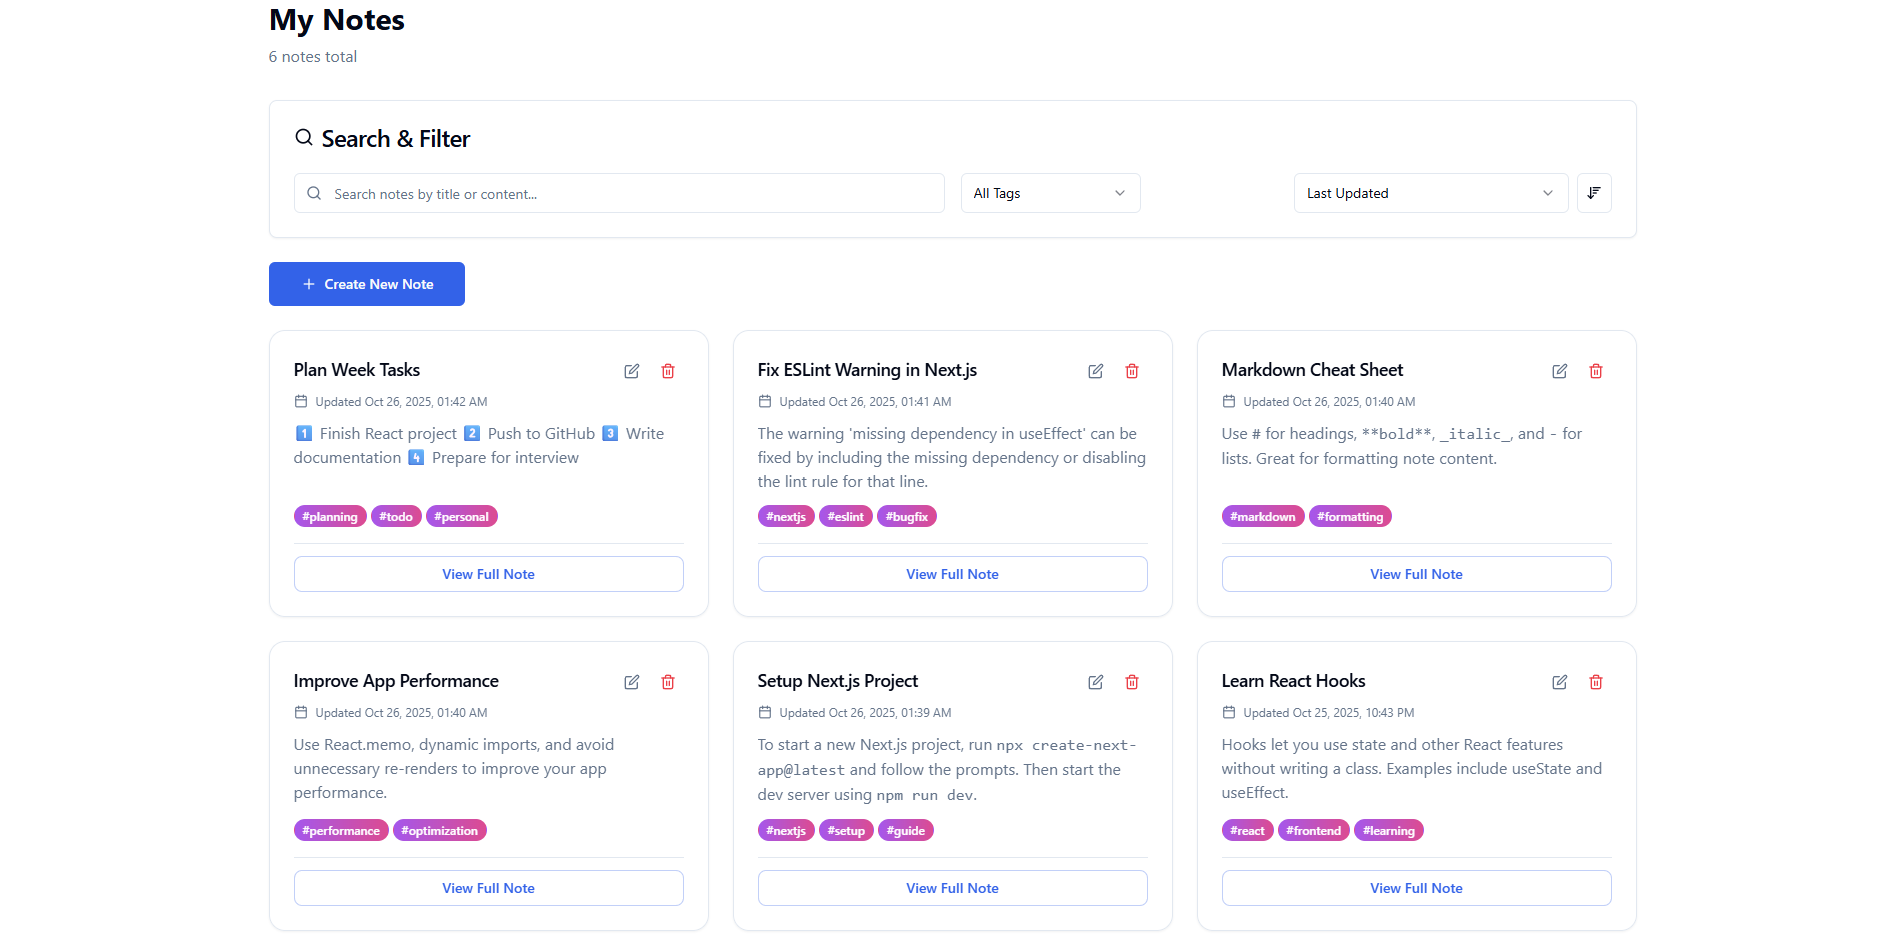 My Notes
6 notes total
Search & Filter
Search notes by title or content...
All Tags
Last Updated
Create New Note
Plan Week Tasks
Updated Oct 26, 2025, 01:42 AM
1️⃣ Finish React project 2️⃣ Push to GitHub 3️⃣ Write
documentation 4️⃣ Prepare for interview
#planning #todo #personal
View Full Note
Fix ESLint Warning in Next.js
Updated Oct 26, 2025, 01:41 AM
The warning 'missing dependency in useEffect' can be
fixed by including the missing dependency or disabling
the lint rule for that line.
#nextjs #eslint #bugfix
View Full Note
Markdown Cheat Sheet
Updated Oct 26, 2025, 01:40 AM
Use # for headings, **bold**, _italic_, and - for
lists. Great for formatting note content.
#markdown #formatting
View Full Note
Improve App Performance
Updated Oct 26, 2025, 01:40 AM
Use React.memo, dynamic imports, and avoid
unnecessary re-renders to improve your app
performance.
#performance #optimization
View Full Note
Setup Next.js Project
Updated Oct 26, 2025, 01:39 AM
To start a new Next.js project, run npx create-next-
app@latest and follow the prompts. Then start the
dev server using npm run dev.
#nextjs #setup #guide
View Full Note
Learn React Hooks
Updated Oct 25, 2025, 10:43 PM
Hooks let you use state and other React features
without writing a class. Examples include useState and
useEffect.
#react #frontend #learning
View Full Note